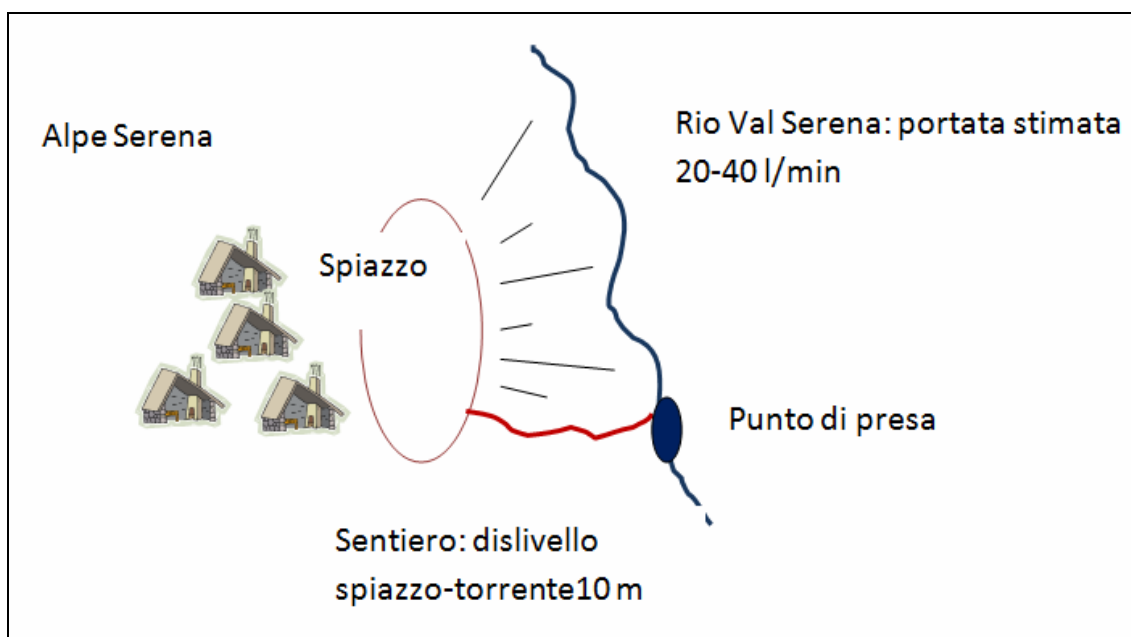 Alpe Serena
Rio Val Serena: portata stimata
20-40 l/min
Spiazzo
Punto di presa
Sentiero: dislivello
spiazzo-torrente10 m